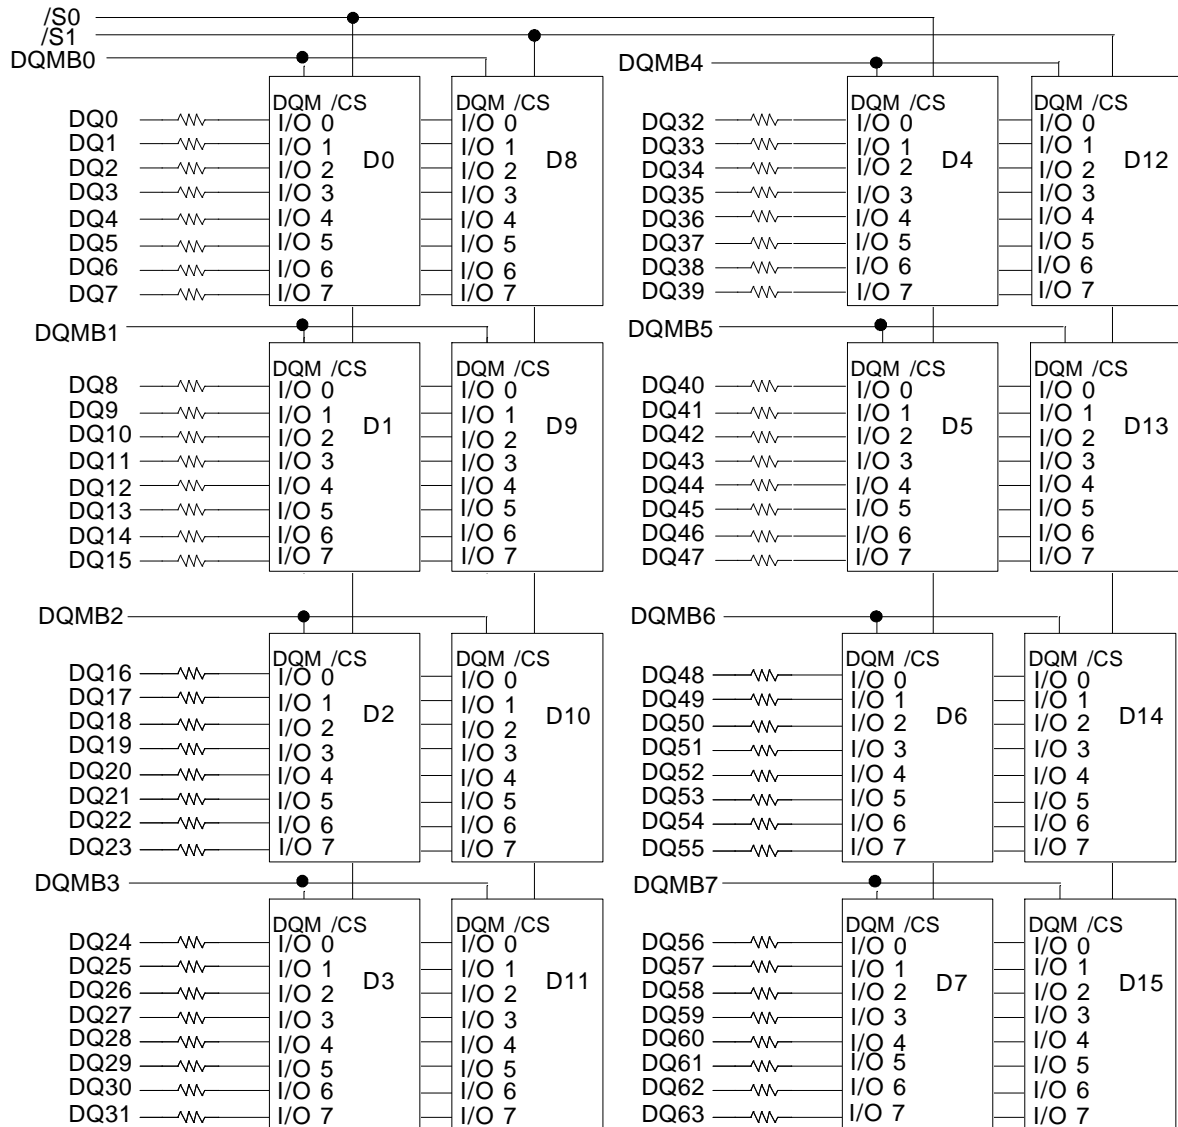 /S0
/S1
DQMB0 DQMB4
DQM /CS DQM /CS DQM /CS DQM /CS
DQ0 I/O 0 I/O 0 DQ32 I/O 0 I/O 0
DQ1 I/O 1 I/O 1 DQ33 I/O 1 I/O 1
D0 D8 D4 D12
DQ2 I/O 2 I/O 2 DQ34 I/O 2 I/O 2
DQ3 I/O 3 I/O 3 DQ35 I/O 3 I/O 3
DQ4 I/O 4 I/O 4 DQ36 I/O 4 I/O 4
DQ5 I/O 5 I/O 5 DQ37 I/O 5 I/O 5
DQ6 I/O 6 I/O 6 DQ38 I/O 6 I/O 6
DQ7 I/O 7 I/O 7 DQ39 I/O 7 I/O 7
DQMB1 DQMB5
DQM /CS DQM /CS DQM /CS DQM /CS
DQ8 I/O 0 I/O 0 DQ40 I/O 0 I/O 0
DQ9 I/O 1 I/O 1 DQ41 I/O 1 I/O 1
D1 D9 D5 D13
DQ10 I/O 2 I/O 2 DQ42 I/O 2 I/O 2
DQ11 I/O 3 I/O 3 DQ43 I/O 3 I/O 3
DQ12 I/O 4 I/O 4 DQ44 I/O 4 I/O 4
DQ13 I/O 5 I/O 5 DQ45 I/O 5 I/O 5
DQ14 I/O 6 I/O 6 DQ46 I/O 6 I/O 6
DQ15 I/O 7 I/O 7 DQ47 I/O 7 I/O 7
DQMB2 DQMB6
DQM /CS DQM /CS DQM /CS DQM /CS
DQ16 I/O 0 I/O 0 DQ48 I/O 0 I/O 0
DQ17 I/O 1 I/O 1 DQ49 I/O 1 I/O 1
D2 D10 D6 D14
DQ18 I/O 2 I/O 2 DQ50 I/O 2 I/O 2
DQ19 I/O 3 I/O 3 DQ51 I/O 3 I/O 3
DQ20 I/O 4 I/O 4 DQ52 I/O 4 I/O 4
DQ21 I/O 5 I/O 5 DQ53 I/O 5 I/O 5
DQ22 I/O 6 I/O 6 DQ54 I/O 6 I/O 6
DQ23 I/O 7 I/O 7 DQ55 I/O 7 I/O 7
DQMB3 DQMB7
DQM /CS DQM /CS DQM /CS DQM /CS
DQ24 I/O 0 I/O 0 DQ56 I/O 0 I/O 0
DQ25 I/O 1 I/O 1 DQ57 I/O 1 I/O 1
D3 D11 D7 D15
DQ26 I/O 2 I/O 2 DQ58 I/O 2 I/O 2
DQ27 I/O 3 I/O 3 DQ59 I/O 3 I/O 3
DQ28 I/O 4 I/O 4 DQ60 I/O 4 I/O 4
DQ29 I/O 5 I/O 5 DQ61 I/O 5 I/O 5
DQ30 I/O 6 I/O 6 DQ62 I/O 6 I/O 6
DQ31 I/O 7 I/O 7 DQ63 I/O 7 I/O 7